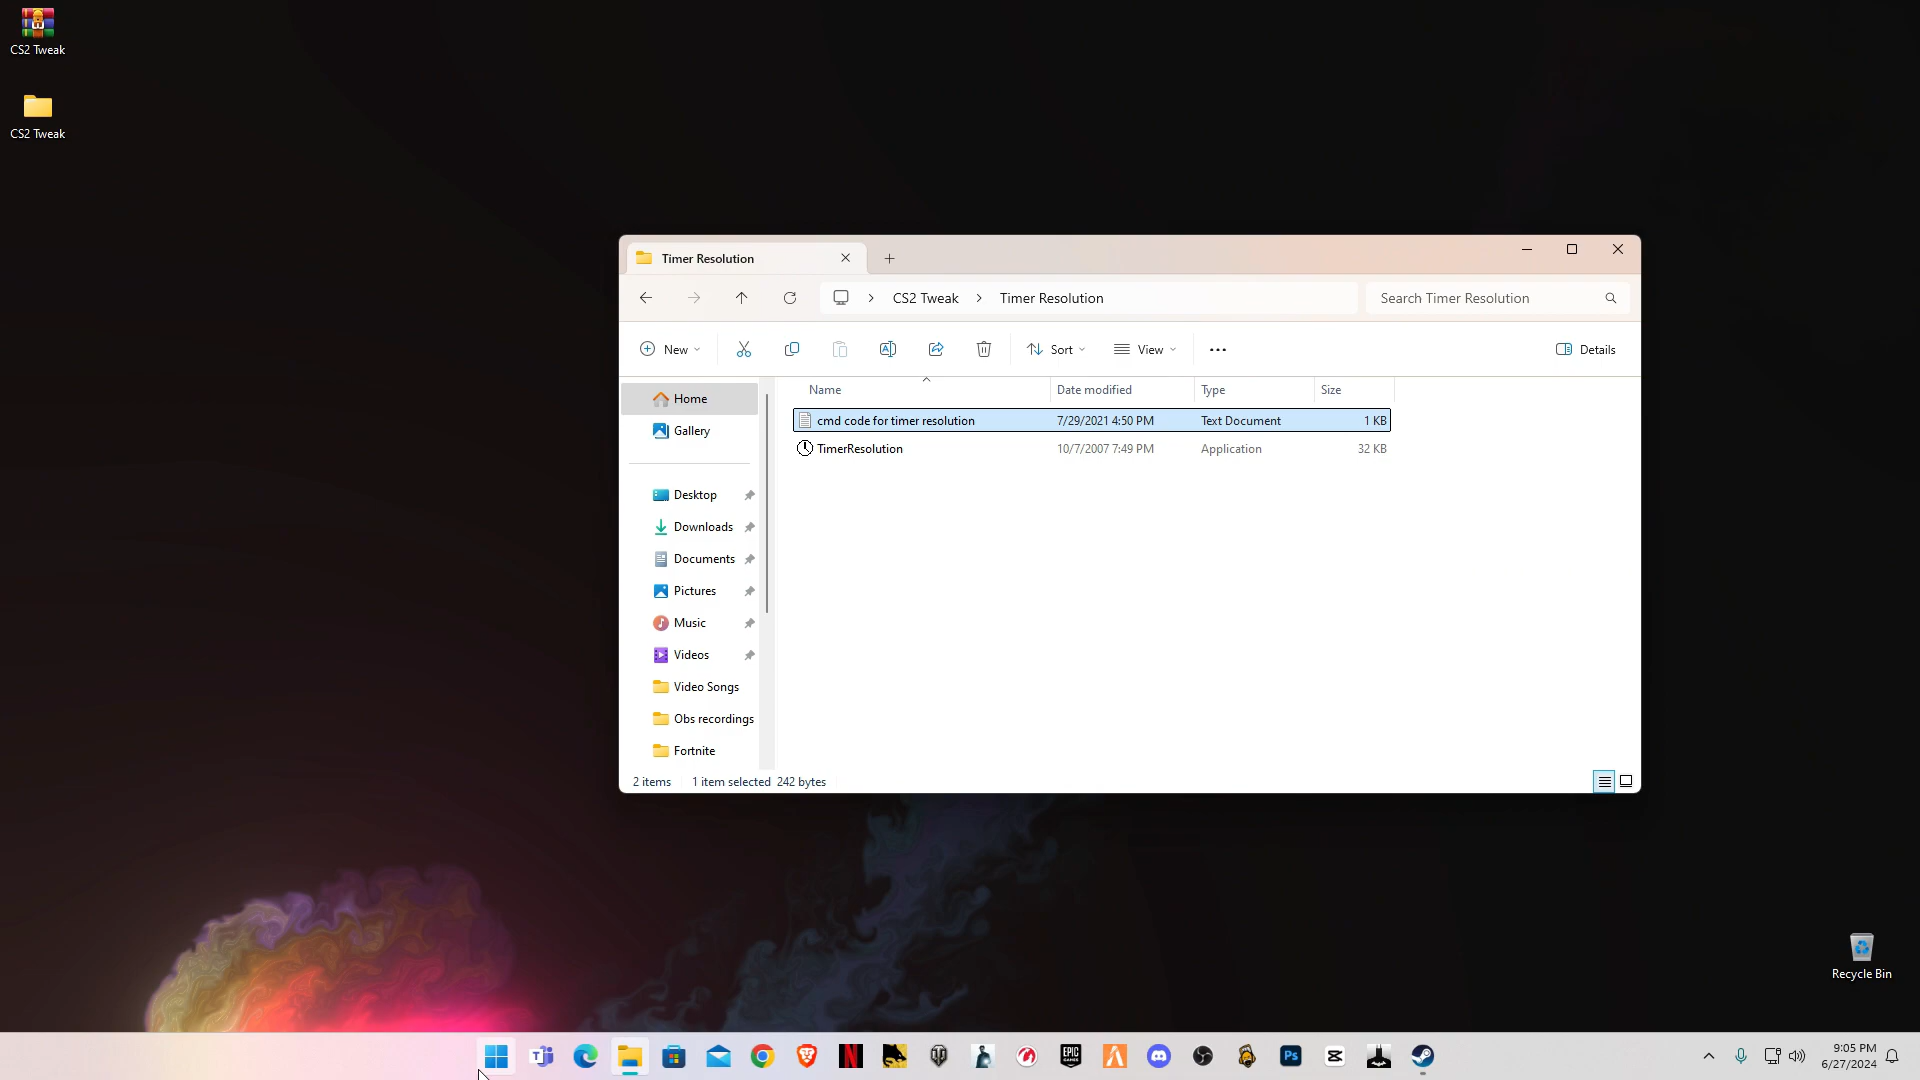 CS2 Tweak
CS2 Tweak
Timer Resolution
CS2 Tweak
Timer Resolution
Search Timer Resolution
New
Sort
View
Details
Home
Gallery
Desktop
Downloads
Documents
Pictures
Music
Videos
Video Songs
Obs recordings
Fortnite
Name Date modified Type Size
cmd code for timer resolution 7/29/2021 4:50 PM Text Document 1 KB
TimerResolution 10/7/2007 7:49 PM Application 32 KB
2 items 1 item selected 242 bytes
Recycle Bin
EPIC GAMES
Ps
9:05 PM
6/27/2024